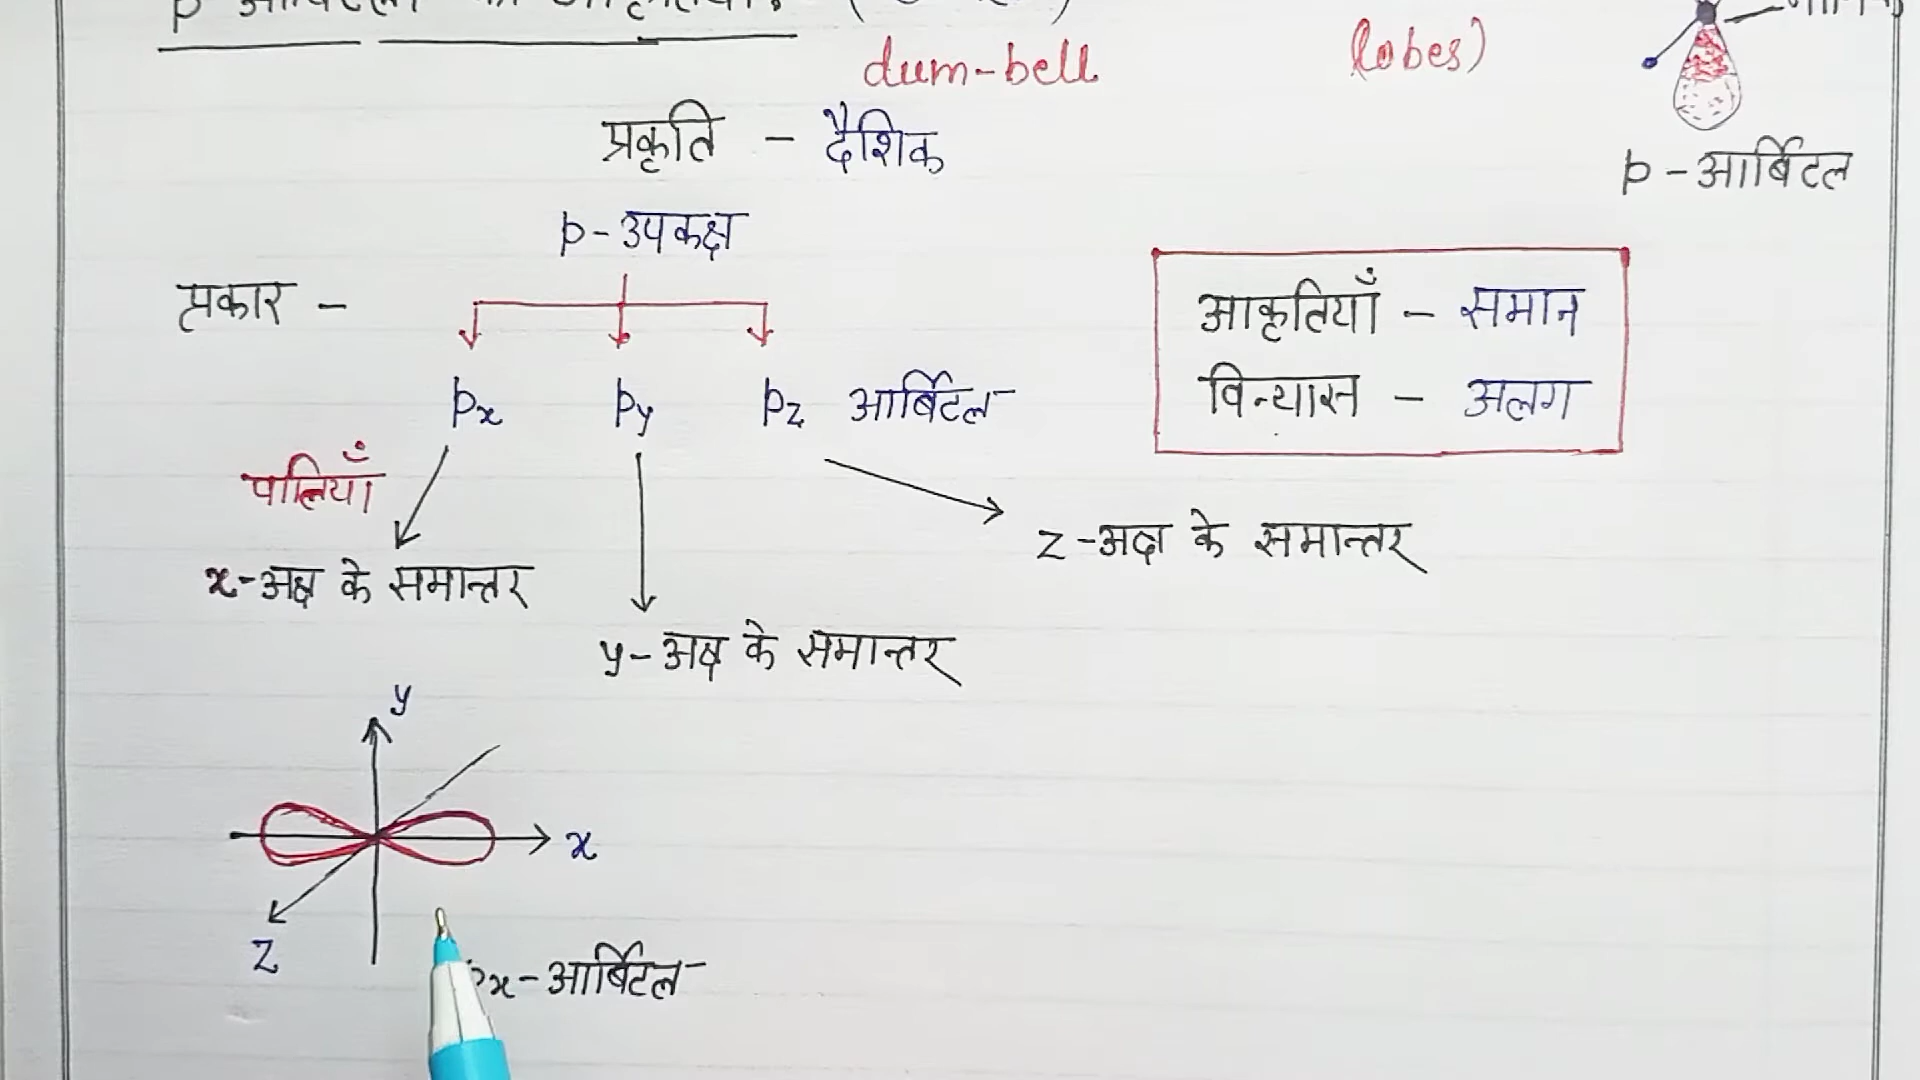 dum-bell
lobes)
प्रकृति - दैशिक
p-आर्बिटल
p-उपकक्ष
प्रकार -
आकृतियाँ - समान
विन्यास - अलग
px py pz आर्बिटल
पालियाँ
z-अक्ष के समान्तर
x-अक्ष के समान्तर
y-अक्ष के समान्तर
y
x
z
px-आर्बिटल